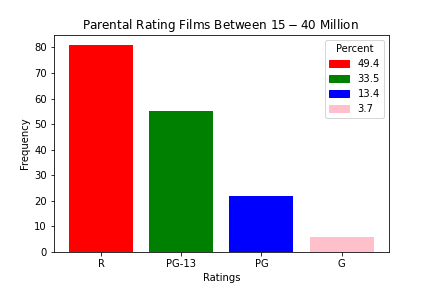 Parental Rating Films Between 15 − 40 Million
Percent
49.4
33.5
13.4
3.7
Frequency
80
70
60
50
40
30
20
10
0
R PG-13 PG G
Ratings